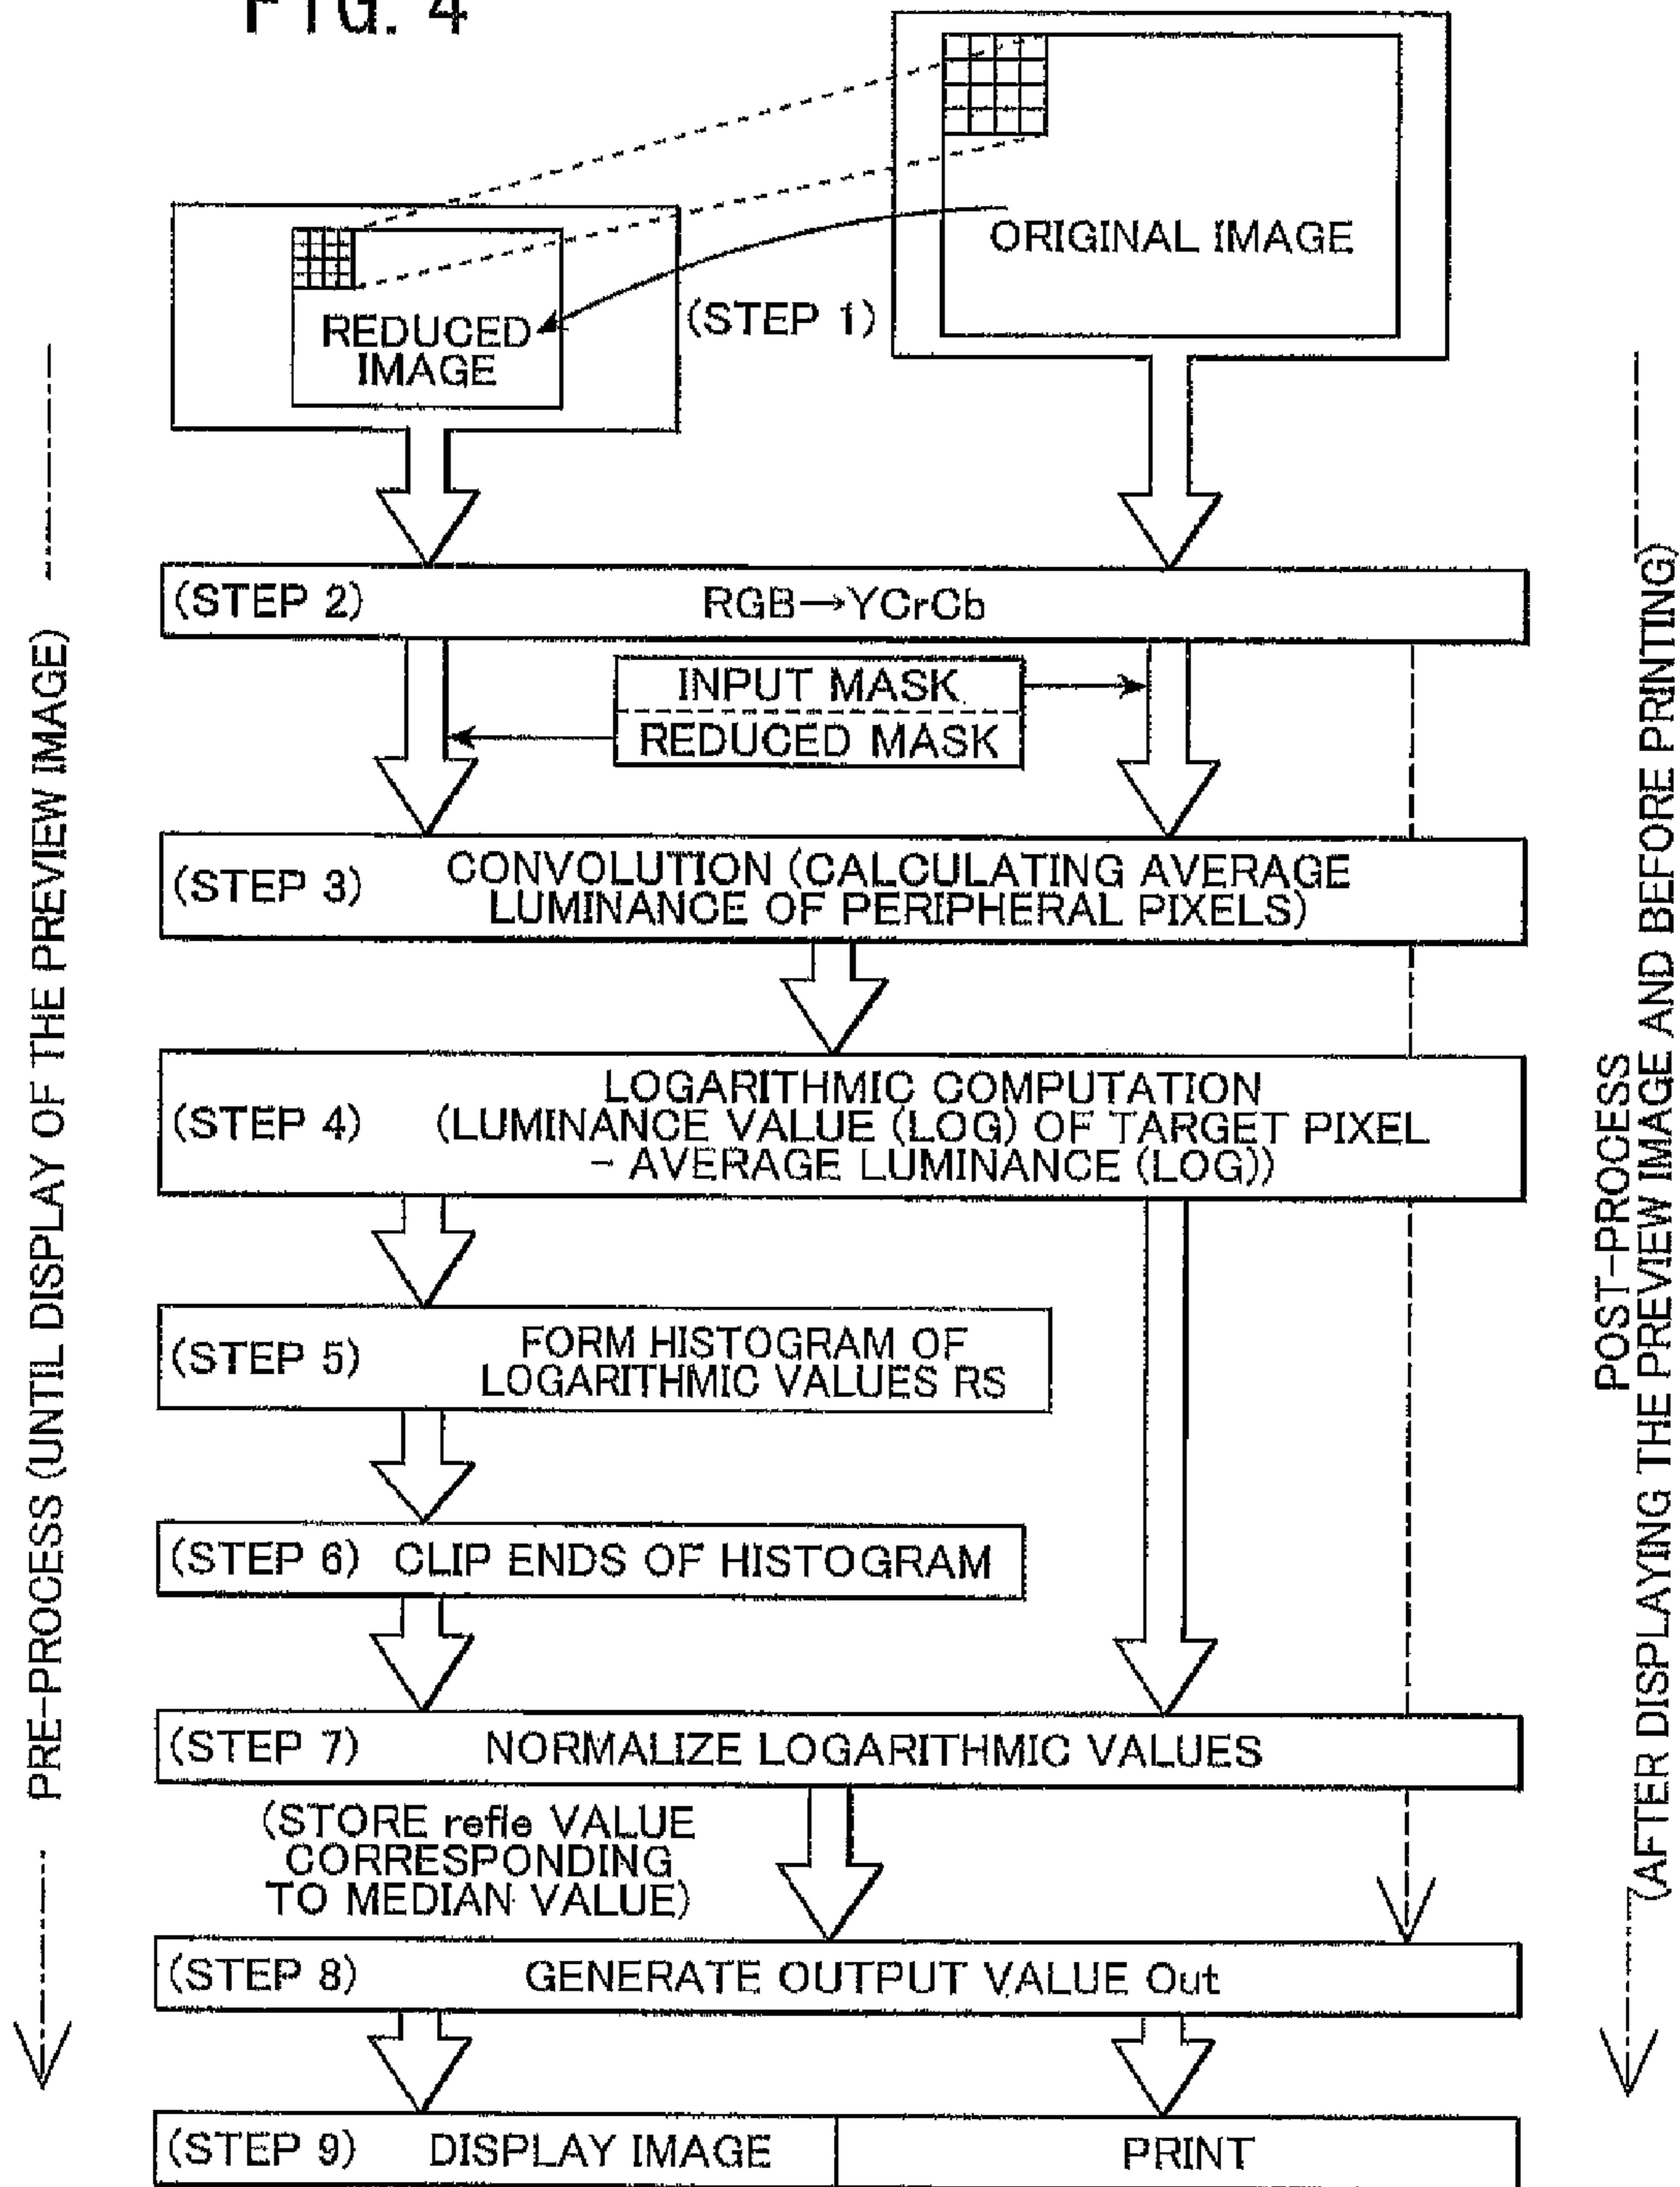 FIG. 4
ORIGINAL IMAGE
REDUCED
IMAGE
(STEP 1)
(STEP 2) RGB→YCrCb
INPUT MASK
REDUCED MASK
(STEP 3) CONVOLUTION (CALCULATING AVERAGE
LUMINANCE OF PERIPHERAL PIXELS)
(STEP 4) LOGARITHMIC COMPUTATION
(LUMINANCE VALUE (LOG) OF TARGET PIXEL
- AVERAGE LUMINANCE (LOG))
(STEP 5) FORM HISTOGRAM OF
LOGARITHMIC VALUES RS
(STEP 6) CLIP ENDS OF HISTOGRAM
(STEP 7) NORMALIZE LOGARITHMIC VALUES
(STORE refle VALUE
CORRESPONDING
TO MEDIAN VALUE)
(STEP 8) GENERATE OUTPUT VALUE Out
(STEP 9) DISPLAY IMAGE PRINT
PRE-PROCESS (UNTIL DISPLAY OF THE PREVIEW IMAGE)
POST-PROCESS
(AFTER DISPLAYING THE PREVIEW IMAGE AND BEFORE PRINTING)